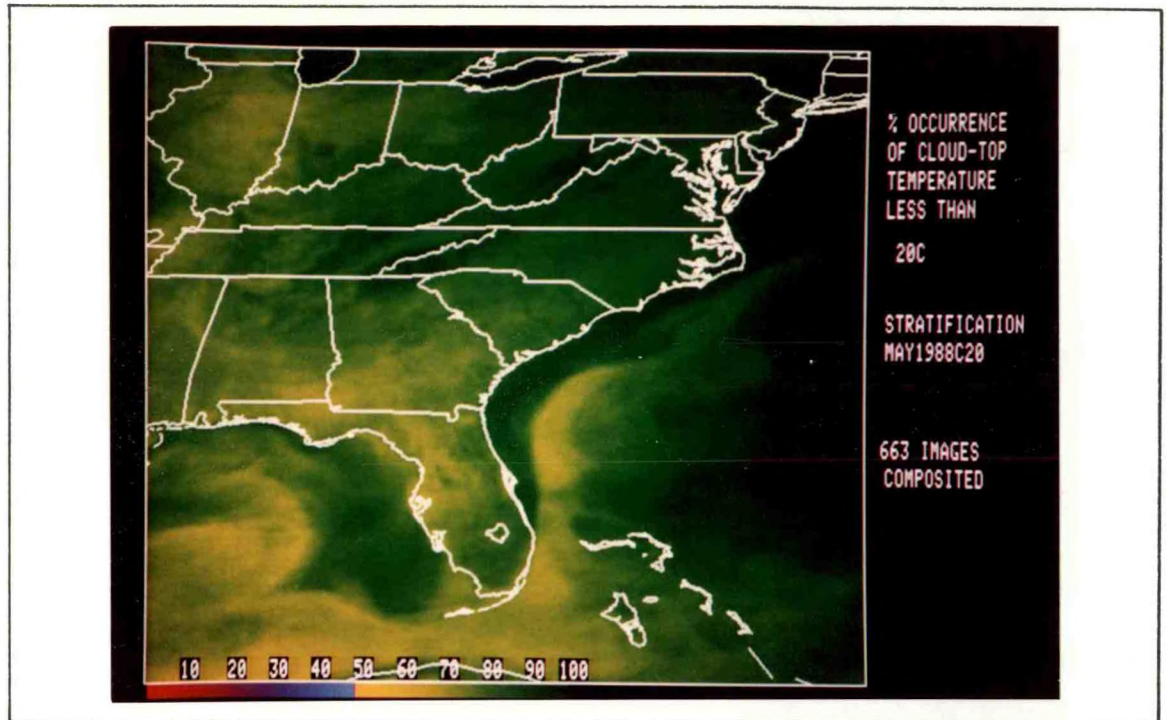 % OCCURRENCE
OF CLOUD-TOP
TEMPERATURE
LESS THAN
20C
STRATIFICATION
MAY1988C20
663 IMAGES
COMPOSITED
10 20 30 40 50 60 70 80 90 100